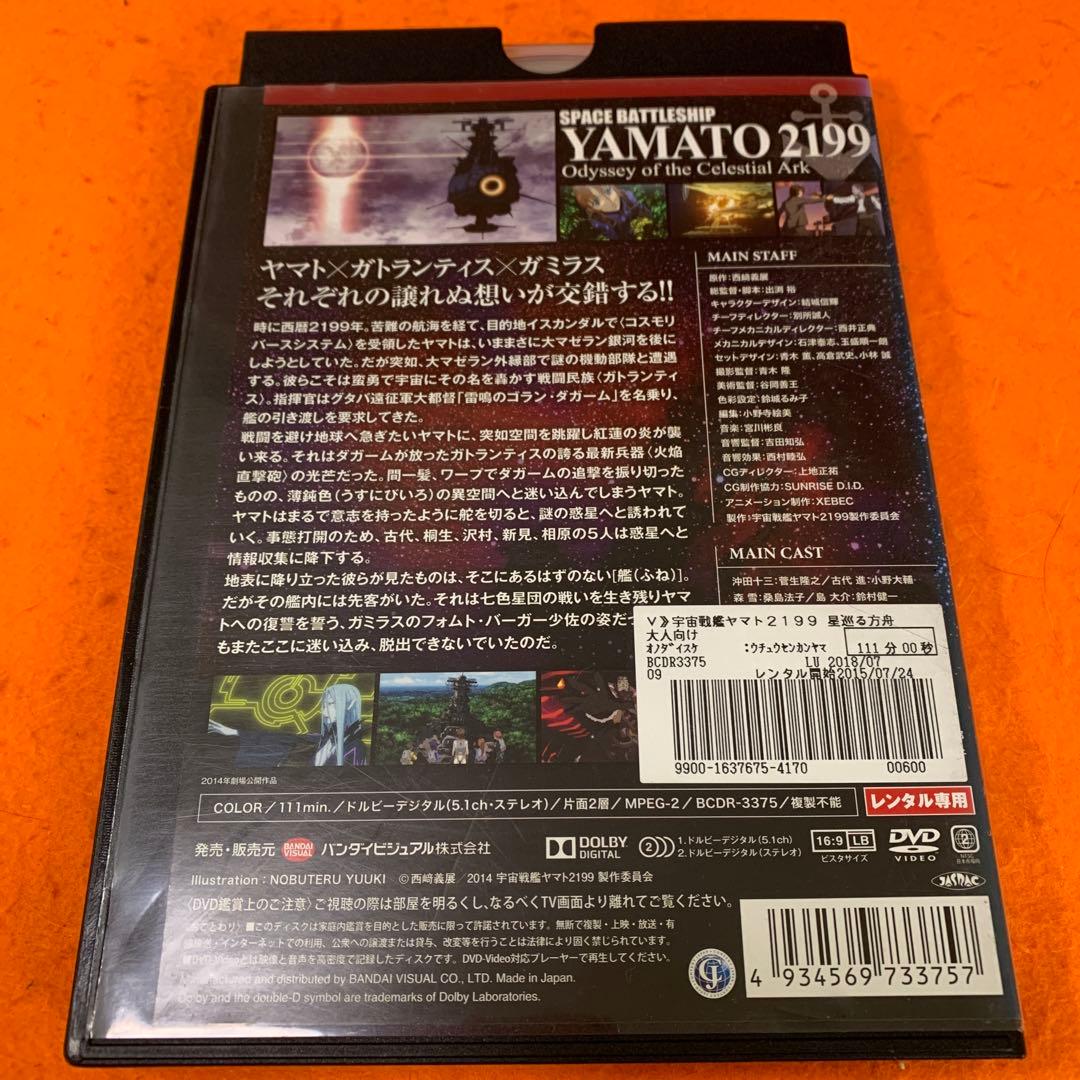 SPACE BATTLESHIP
YAMATO 2199
Odyssey of the Celestial Ark
ヤマト×ガトランティス×ガミラス
それぞれの譲れぬ想いが交錯する!!
時に西暦2199年。苦難の航海を経て、目的地イスカンダルで〈コスモリ
バースシステム〉を受領したヤマトは、いままさに大マゼラン銀河を後に
しようとしていた。だが突如、大マゼラン外縁部で謎の機動部隊と遭遇
する。彼らこそは蛮勇で宇宙にその名を轟かす戦闘民族〈ガトランティ
ス〉。指揮官はグタバ遠征軍大都督「雷鳴のゴラン・ダガーム」を名乗り、
艦の引き渡しを要求してきた。
戦闘を避け地球へ急ぎたいヤマトに、突如空間を跳躍し紅蓮の炎が襲
い来る。それはダガームが放ったガトランティスの誇る最新兵器〈火焔
直撃砲〉の光芒だった。間一髪、ワープでダガームの追撃を振り切った
ものの、薄鈍色(うすにびいろ)の異空間へと迷い込んでしまうヤマト。
ヤマトはまるで意志を持ったように舵を切ると、謎の惑星へと誘われて
いく。事態打開のため、古代、桐生、沢村、新見、相原の5人は惑星へと
情報収集に降下する。
地表に降り立った彼らが見たものは、そこにあるはずのない[艦(ふね)]。
だがその艦内には先客がいた。それは七色星団の戦いを生き残りヤマ
トへの復讐を誓う、ガミラスのフォムト・バーガー少佐の姿だっ
もまたここに迷い込み、脱出できないでいたのだ。
MAIN STAFF
原作:西﨑義展
総監督・脚本:出渕 裕
キャラクターデザイン:結城信輝
チーフディレクター:別所誠人
チーフメカニカルディレクター:西井正典
メカニカルデザイン:石津泰志、玉盛順一朗
セットデザイン:青木 薫、高倉武史、小林 誠
撮影監督:青木 隆
美術監督:谷岡善王
色彩設定:鈴城るみ子
編集:小野寺絵美
音楽:宮川彬良
音響監督:吉田知弘
音響効果:西村睦弘
CGディレクター:上地正祐
CG制作協力:SUNRISE D.I.D.
アニメーション制作:XEBEC
製作:宇宙戦艦ヤマト2199製作委員会
MAIN CAST
沖田十三:菅生隆之/古代 進:小野大輔
森 雪:桑島法子/島 大介:鈴村健一
V》宇宙戦艦ヤマト2199 星巡る方舟
大人向け
オノダイスケ :ウチュウセンカンヤマ 111分00秒
BCDR3375 LU 2018/07
09 レンタル開始2015/07/24
9900-1637675-4170 00600
2014年劇場公開作品
COLOR/111min./ドルビーデジタル(5.1ch・ステレオ)/片面2層/MPEG-2/BCDR-3375/複製不能
レンタル専用
発売・販売元 BANDAI VISUAL バンダイビジュアル株式会社
DOLBY DIGITAL
2 1.ドルビーデジタル(5.1ch)
2.ドルビーデジタル(ステレオ)
16:9 LB
ビスタサイズ
DVD VIDEO
2
NTSC
日本市場向
JASRAC
Illustration:NOBUTERU YUUKI ©西﨑義展/2014 宇宙戦艦ヤマト2199 製作委員会
〈DVD鑑賞上のご注意〉ご視聴の際は部屋を明るくし、なるべくTV画面より離れてご覧ください。
〈おことわり〉■このディスクは家庭内鑑賞を目的とした販売に限って許諾されています。無断で複製・上映・放送・有
線放送・インターネットでの利用、公衆への譲渡または貸与、改変等を行うことは法律により固く禁じられています。
■DVD-Videoとは映像と音声を高密度で記録したディスクです。DVD-Video対応プレーヤーで再生してください。
Manufactured and distributed by BANDAI VISUAL CO., LTD. Made in Japan.
Dolby and the double-D symbol are trademarks of Dolby Laboratories.
4 934569 733757